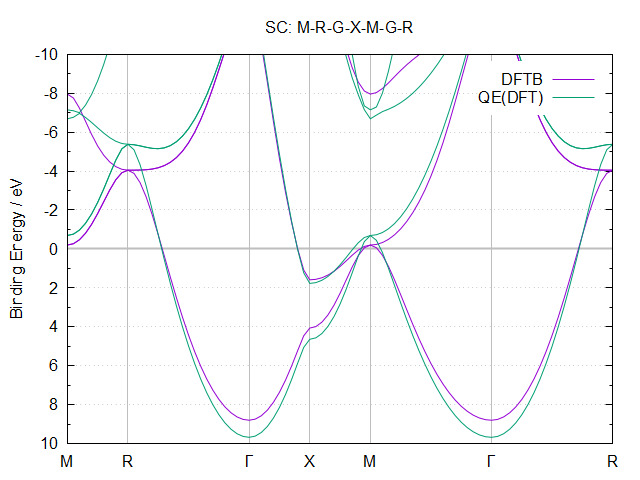 SC: M-R-G-X-M-G-R
DFTB
QE(DFT)
Binding Energy / eV
-10
-8
-6
-4
-2
0
2
4
6
8
10
M R Γ X M Γ R